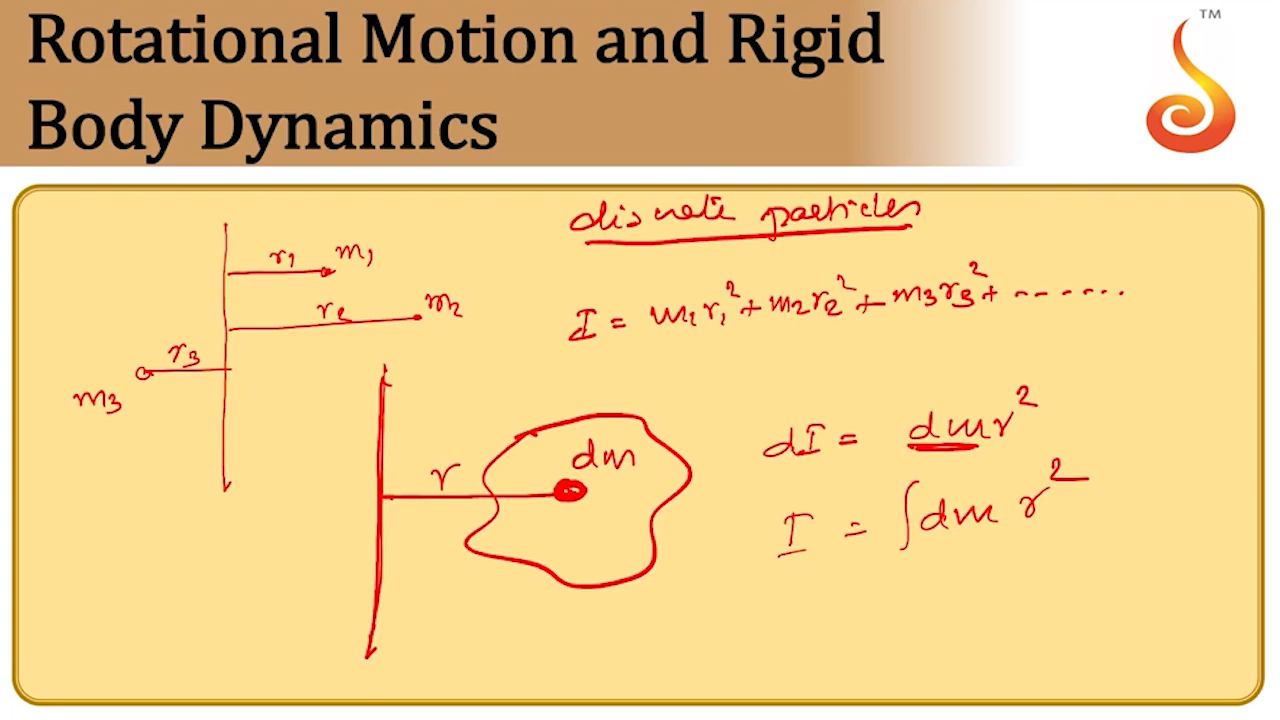 Rotational Motion and Rigid
Body Dynamics
TM
discrete particles
r₁ m₁
r₂ m₂
r₃
m₃
I = m₁r₁² + m₂r₂² + m₃r₃² + -------
r dm
dI = dm r²
I = ∫dm r²